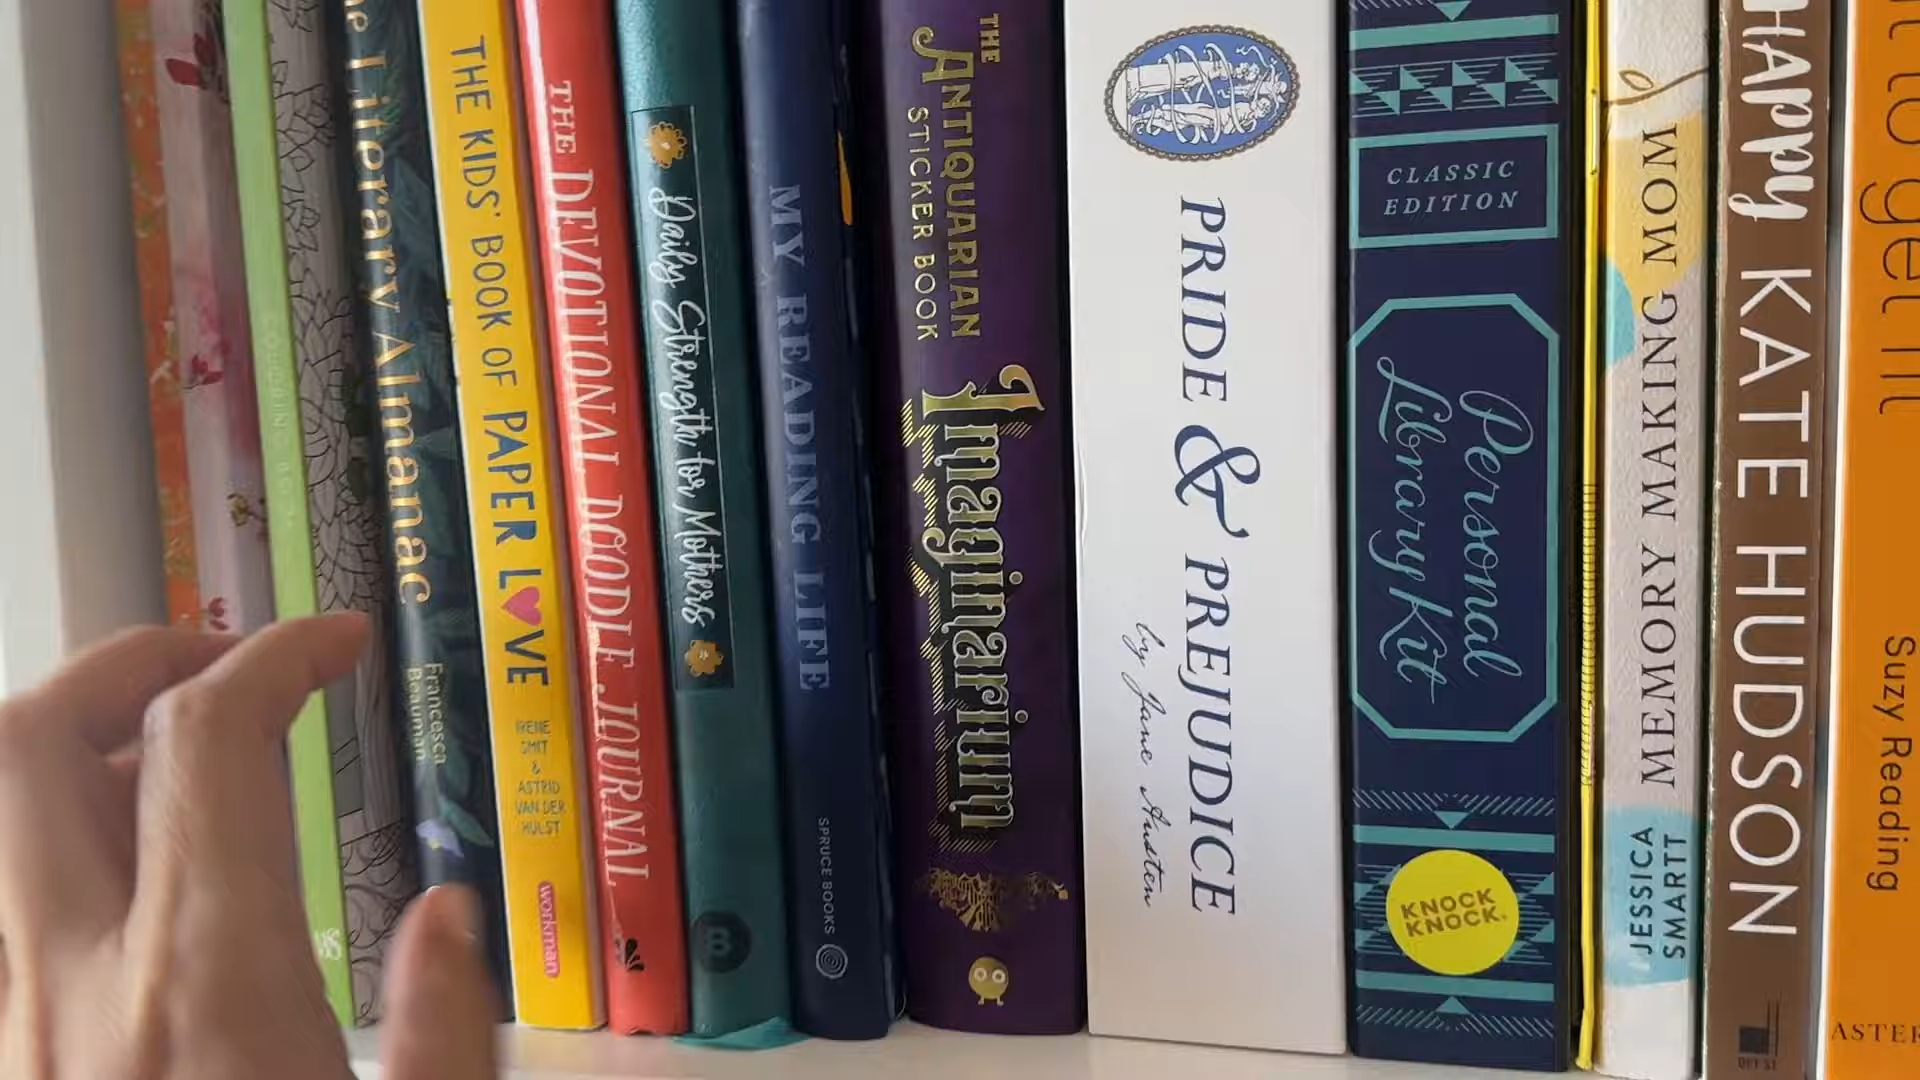 he Literary Almanac
Francesca
Beauman
THE KIDS' BOOK OF PAPER LOVE
IRENE
SMIT
&
ASTRID
VAN DER
HULST
workman
THE DEVOTIONAL DOODLE JOURNAL
Daily Strength for Mothers
B
MY READING LIFE
SPRUCE BOOKS
THE
ANTIQUARIAN
STICKER BOOK
Imaginarium
PRIDE & PREJUDICE
by Jane Austen
CLASSIC
EDITION
Personal
Library Kit
KNOCK
KNOCK.
MEMORY MAKING MOM
JESSICA
SMARTT
HAPPY KATE HUDSON
Suzy Reading
ASTER